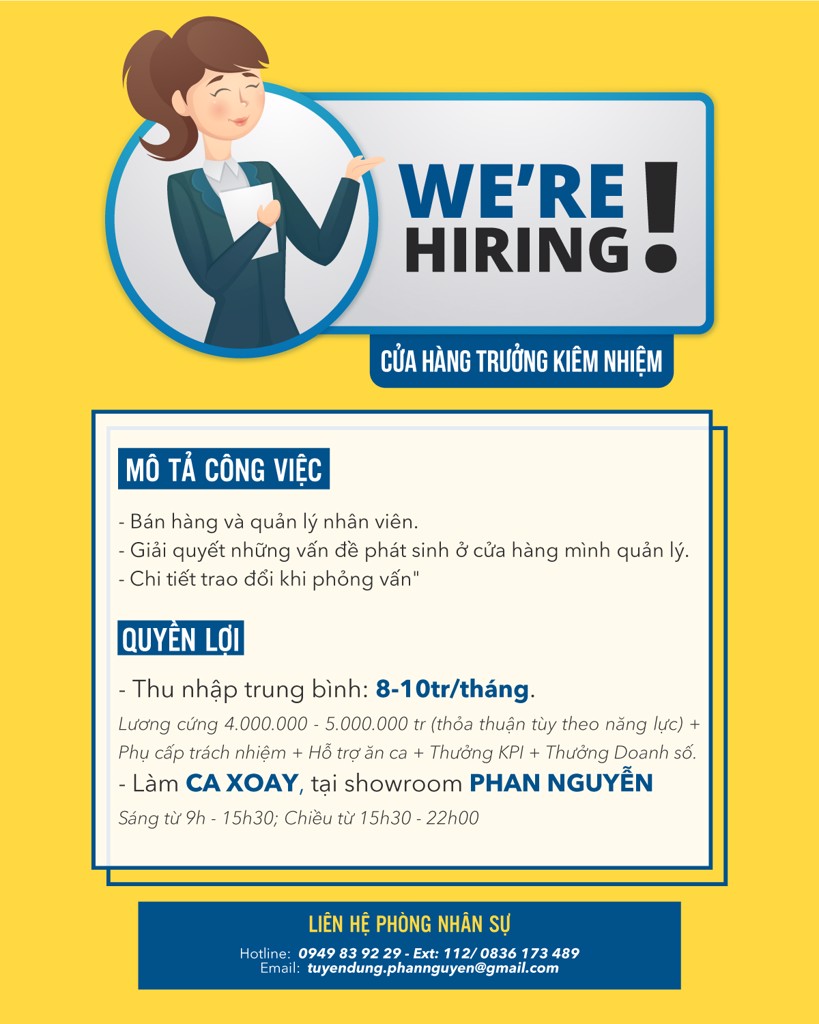 WE'RE
HIRING!
CỬA HÀNG TRƯỞNG KIÊM NHIỆM
MÔ TẢ CÔNG VIỆC
- Bán hàng và quản lý nhân viên.
- Giải quyết những vấn đề phát sinh ở cửa hàng mình quản lý.
- Chi tiết trao đổi khi phỏng vấn"
QUYỀN LỢI
- Thu nhập trung bình: 8-10tr/tháng.
Lương cứng 4.000.000 - 5.000.000 tr (thỏa thuận tùy theo năng lực) +
Phụ cấp trách nhiệm + Hỗ trợ ăn ca + Thưởng KPI + Thưởng Doanh số.
- Làm CA XOAY, tại showroom PHAN NGUYỄN
Sáng từ 9h - 15h30; Chiều từ 15h30 - 22h00
LIÊN HỆ PHÒNG NHÂN SỰ
Hotline: 0949 83 92 29 - Ext: 112/ 0836 173 489
Email: tuyendung.phannguyen@gmail.com